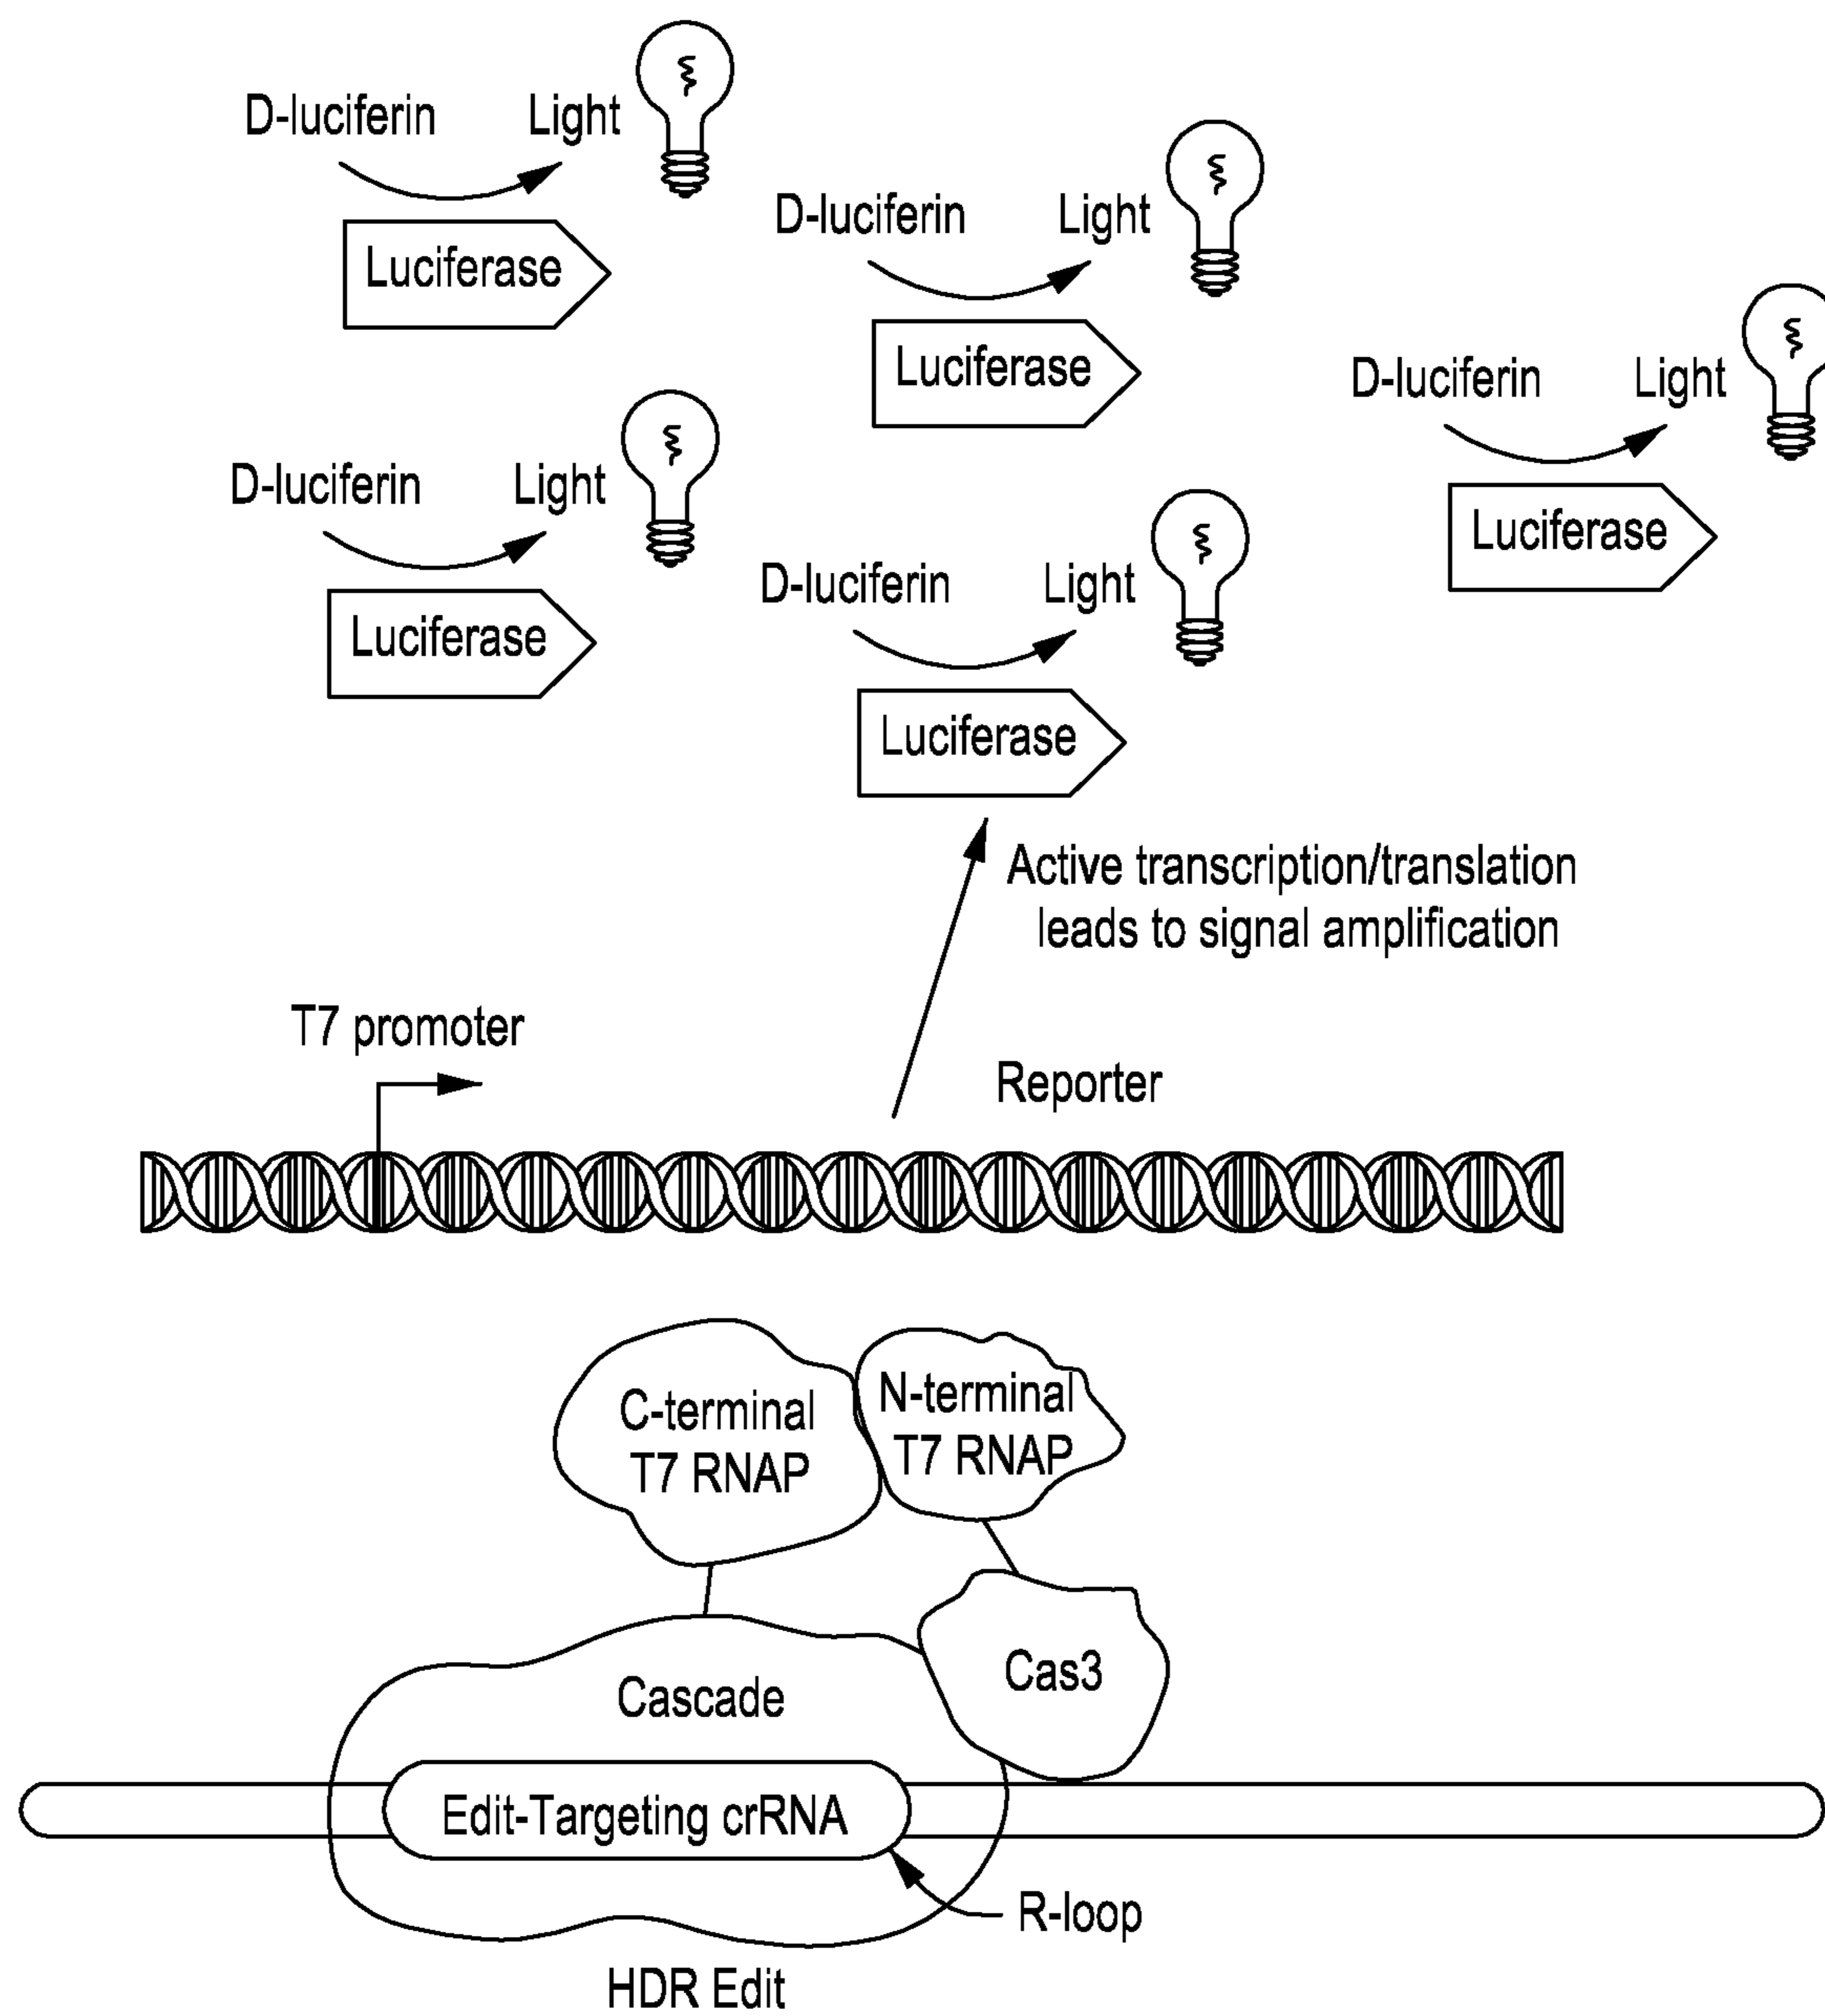 D-luciferin Light
Luciferase
D-luciferin Light
Luciferase
D-luciferin Light
Luciferase
D-luciferin Light
Luciferase
D-luciferin Light
Luciferase
Active transcription/translation
leads to signal amplification
T7 promoter
Reporter
C-terminal
T7 RNAP
N-terminal
T7 RNAP
Cas3
Cascade
Edit-Targeting crRNA
R-loop
HDR Edit